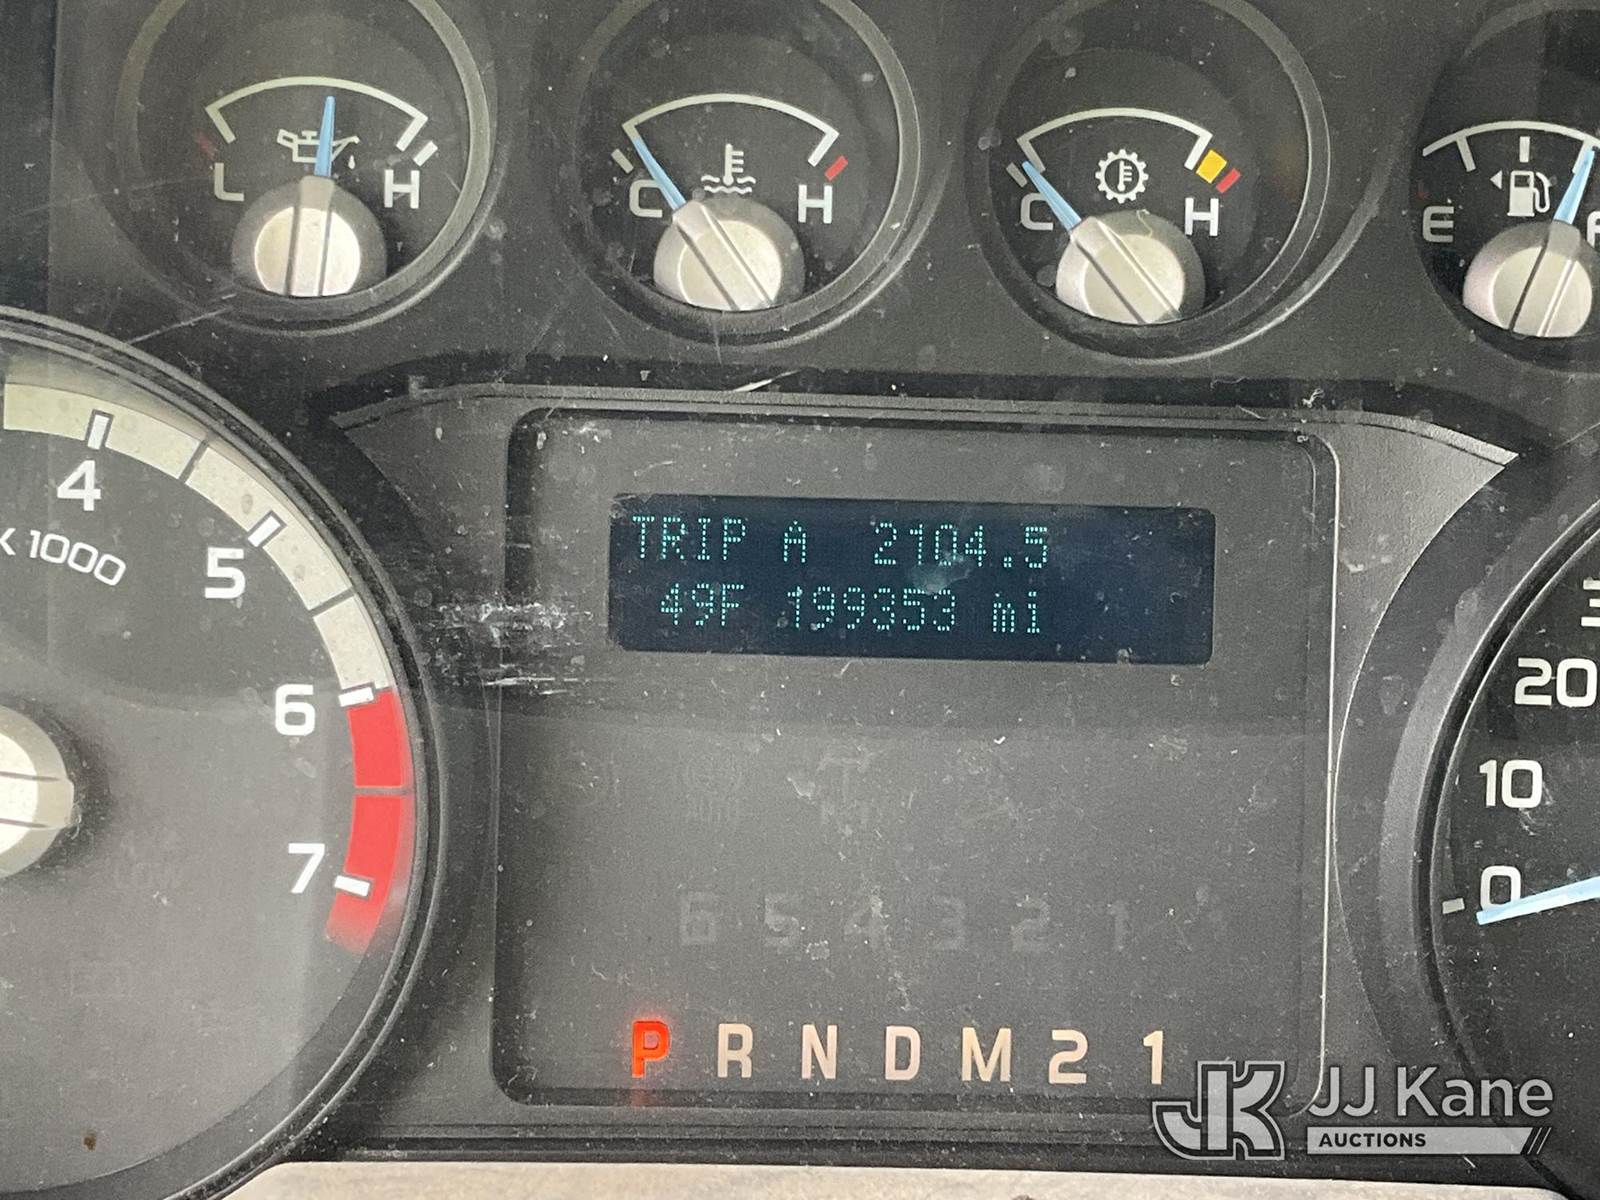 L H
C H
C H
E
4
x 1000
5
6
7
TRIP A 2104.5
49F 199353 mi
20
10
0
6 5 4 3 2 1
P R N D M 2 1
JK JJ Kane
AUCTIONS